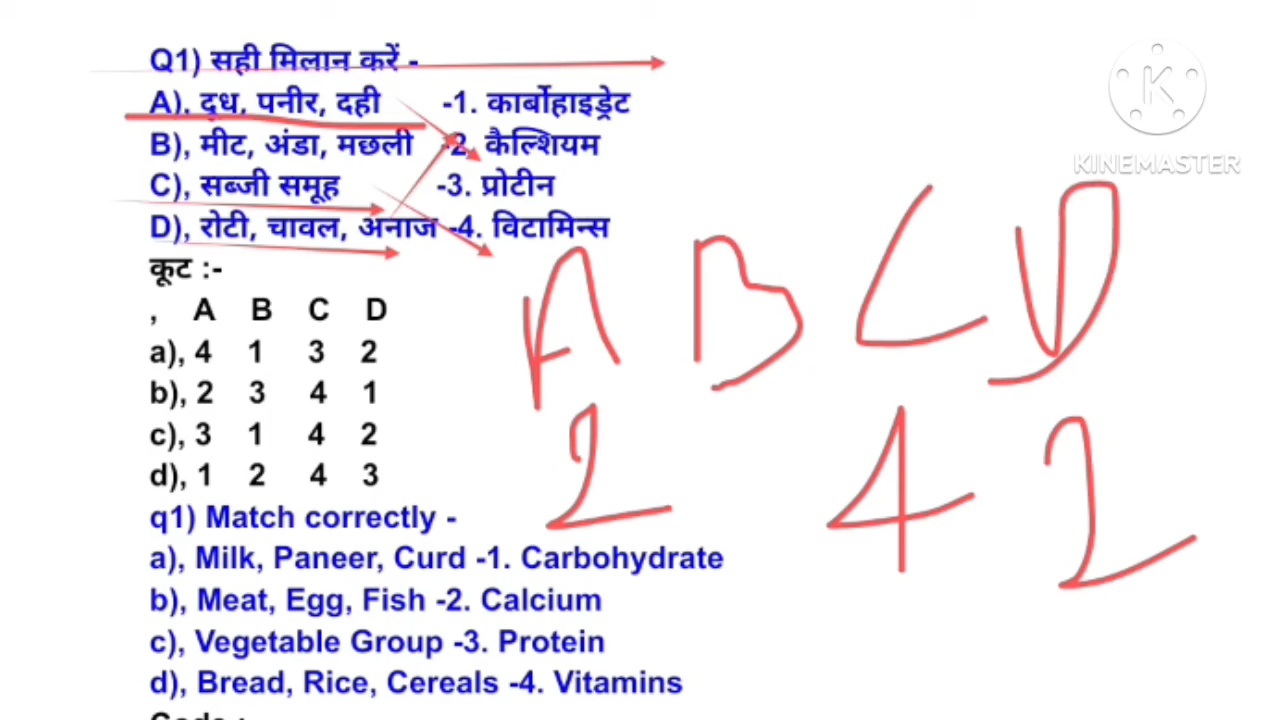 Q1) सही मिलान करें -
A), दूध, पनीर, दही -1. कार्बोहाइड्रेट
B), मीट, अंडा, मछली -2. कैल्शियम
C), सब्जी समूह -3. प्रोटीन
D), रोटी, चावल, अनाज -4. विटामिन्स
कूट :-
, A B C D
a), 4 1 3 2
b), 2 3 4 1
c), 3 1 4 2
d), 1 2 4 3
q1) Match correctly -
a), Milk, Paneer, Curd -1. Carbohydrate
b), Meat, Egg, Fish -2. Calcium
c), Vegetable Group -3. Protein
d), Bread, Rice, Cereals -4. Vitamins
K
KINEMASTER
A B C D
2 4 2